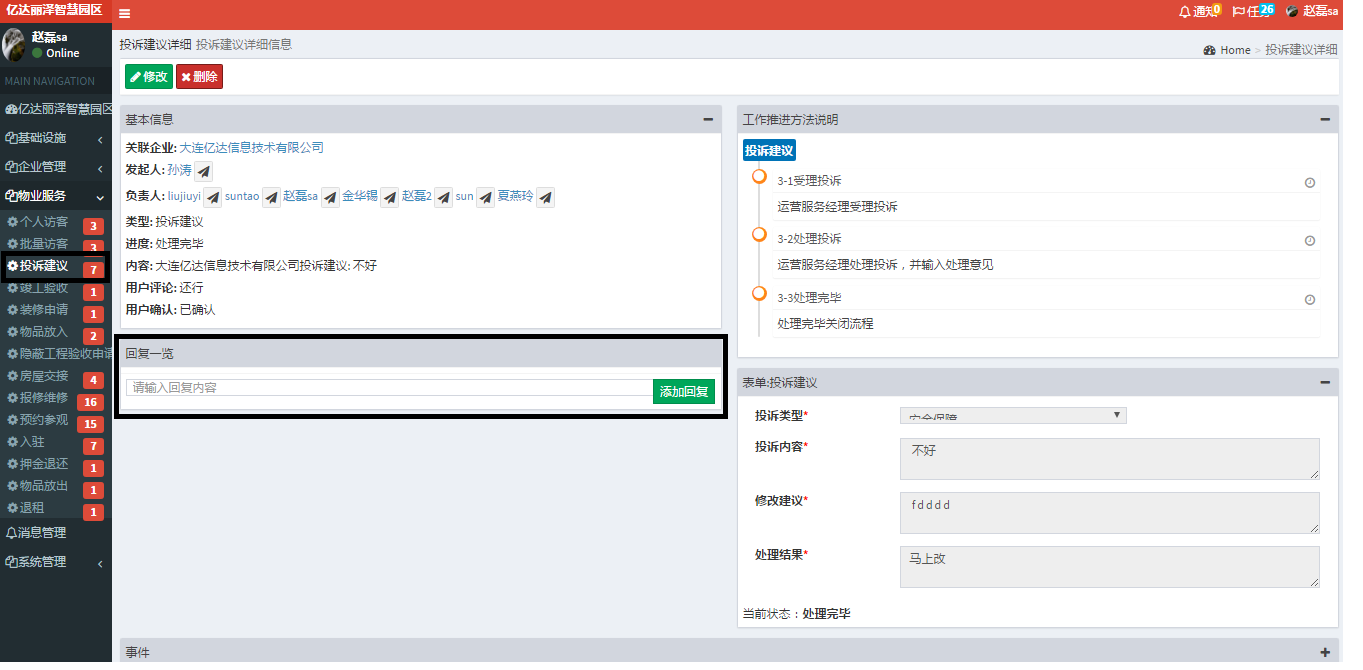 亿达丽泽智慧园区
通知 0
任务 26
赵磊sa
赵磊sa
Online
MAIN NAVIGATION
亿达丽泽智慧园区
基础设施
企业管理
物业服务
个人访客 3
批量访客 3
投诉建议 7
竣工验收 1
装修申请 1
物品放入 2
隐蔽工程验收申请
房屋交接 4
报修维修 16
预约参观 15
入驻 7
押金退还 1
物品放出 1
退租 1
消息管理
系统管理
投诉建议详细 投诉建议详细信息
Home > 投诉建议详细
修改 删除
基本信息
关联企业: 大连亿达信息技术有限公司
发起人: 孙涛
负责人: liujiuyi suntao 赵磊sa 金华锡 赵磊2 sun 夏燕玲
类型: 投诉建议
进度: 处理完毕
内容: 大连亿达信息技术有限公司投诉建议: 不好
用户评论: 还行
用户确认: 已确认
回复一览
请输入回复内容 添加回复
工作推进方法说明
投诉建议
3-1受理投诉
运营服务经理受理投诉
3-2处理投诉
运营服务经理处理投诉，并输入处理意见
3-3处理完毕
处理完毕关闭流程
表单:投诉建议
投诉类型* 安全保障
投诉内容* 不好
修改建议* fdddd
处理结果* 马上改
当前状态：处理完毕
事件